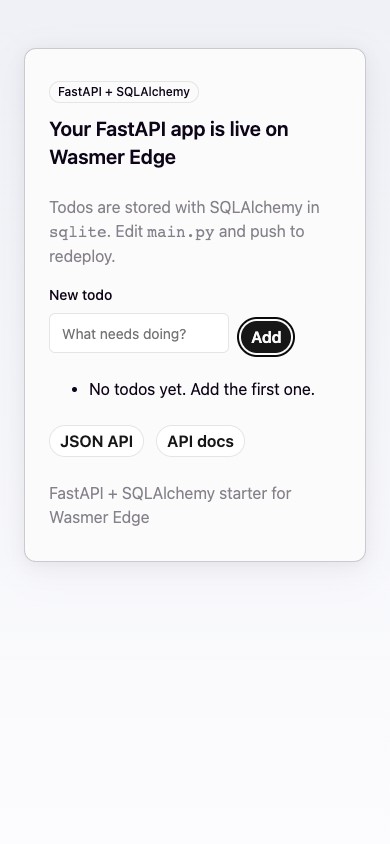 FastAPI + SQLAlchemy
Your FastAPI app is live on
Wasmer Edge
Todos are stored with SQLAlchemy in
sqlite. Edit main.py and push to
redeploy.
New todo
What needs doing?
Add
No todos yet. Add the first one.
JSON API
API docs
FastAPI + SQLAlchemy starter for
Wasmer Edge